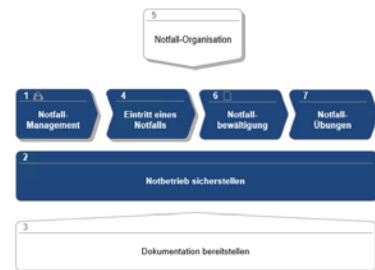 5
Notfall-Organisation
1
Notfall-
Management
4
Eintritt eines
Notfalls
6
Notfall-
bewältigung
7
Notfall-
Übungen
2
Notbetrieb sicherstellen
3
Dokumentation bereitstellen